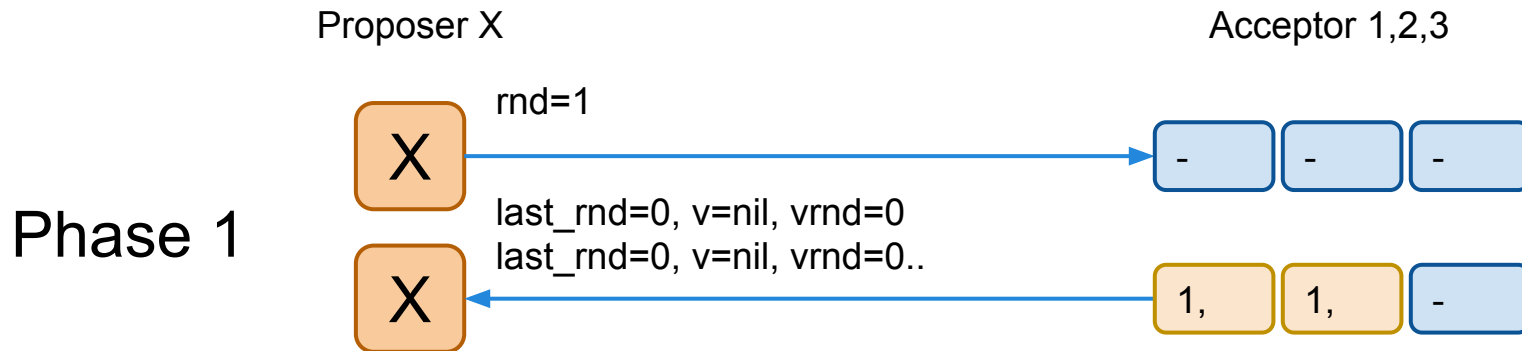 Proposer X
Acceptor 1,2,3
rnd=1
X
-
-
-
Phase 1
last_rnd=0, v=nil, vrnd=0
last_rnd=0, v=nil, vrnd=0..
X
1,
1,
-